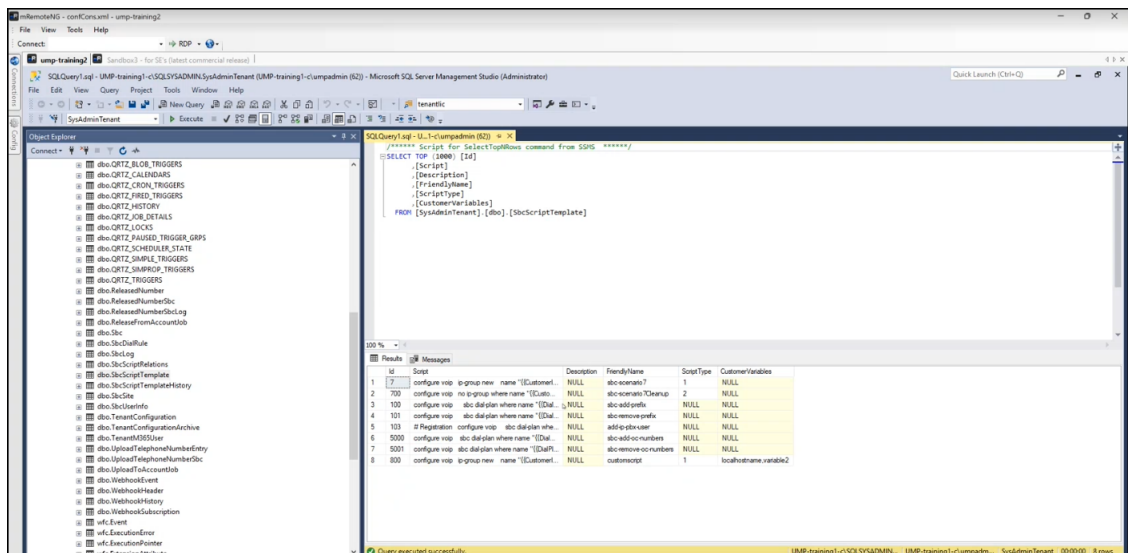 mRemoteNG - confCons.xml - ump-training2
File View Tools Help
Connect: RDP
ump-training2 Sandbox3 - for SE's (latest commercial release)
Connections
Config
SQLQuery1.sql - UMP-training1-c\SQLSYSADMIN.SysAdminTenant (UMP-training1-c\umpadmin (62)) - Microsoft SQL Server Management Studio (Administrator)
Quick Launch (Ctrl+Q)
File Edit View Query Project Tools Window Help
New Query tenantlic
SysAdminTenant Execute
Object Explorer
Connect
dbo.QRTZ_BLOB_TRIGGERS
dbo.QRTZ_CALENDARS
dbo.QRTZ_CRON_TRIGGERS
dbo.QRTZ_FIRED_TRIGGERS
dbo.QRTZ_HISTORY
dbo.QRTZ_JOB_DETAILS
dbo.QRTZ_LOCKS
dbo.QRTZ_PAUSED_TRIGGER_GRPS
dbo.QRTZ_SCHEDULER_STATE
dbo.QRTZ_SIMPLE_TRIGGERS
dbo.QRTZ_SIMPROP_TRIGGERS
dbo.QRTZ_TRIGGERS
dbo.ReleasedNumber
dbo.ReleasedNumberSbc
dbo.ReleasedNumberSbcLog
dbo.ReleaseFromAccountJob
dbo.Sbc
dbo.SbcDialRule
dbo.SbcLog
dbo.SbcScriptRelations
dbo.SbcScriptTemplate
dbo.SbcScriptTemplateHistory
dbo.SbcSite
dbo.SbcUserInfo
dbo.TenantConfiguration
dbo.TenantConfigurationArchive
dbo.TenantM365User
dbo.UploadTelephoneNumberEntry
dbo.UploadTelephoneNumberSbc
dbo.UploadToAccountJob
dbo.WebhookEvent
dbo.WebhookHeader
dbo.WebhookHistory
dbo.WebhookSubscription
wfc.Event
wfc.ExecutionError
wfc.ExecutionPointer
wfc.ExtensionAttribute
SQLQuery1.sql - U...1-c\umpadmin (62))
/****** Script for SelectTopNRows command from SSMS ******/
SELECT TOP (1000) [Id]
,[Script]
,[Description]
,[FriendlyName]
,[ScriptType]
,[CustomerVariables]
FROM [SysAdminTenant].[dbo].[SbcScriptTemplate]
100 %
Results Messages
Id Script Description FriendlyName ScriptType CustomerVariables
1 7 configure voip ip-group new name "{{CustomerI... NULL sbc-scenario7 1 NULL
2 700 configure voip no ip-group where name "{{Custo... NULL sbc-scenario7Cleanup 2 NULL
3 100 configure voip sbc dial-plan where name "{{Dial... NULL sbc-add-prefix NULL NULL
4 101 configure voip sbc dial-plan where name "{{Dial... NULL sbc-remove-prefix NULL NULL
5 103 # Registration configure voip sbc dial-plan whe... NULL add-ip-pbx-user NULL NULL
6 5000 configure voip sbc dial-plan where name "{{Dial... NULL sbc-add-oc-numbers NULL NULL
7 5001 configure voip sbc dial-plan where name "{{DialPl... NULL sbc-remove-oc-numbers NULL NULL
8 800 configure voip ip-group new name "{{CustomerI... NULL customscript 1 localhostname,variable2
Query executed successfully. UMP-training1-c\SQLSYSADMIN... UMP-training1-c\umpadm... SysAdminTenant 00:00:00 8 rows